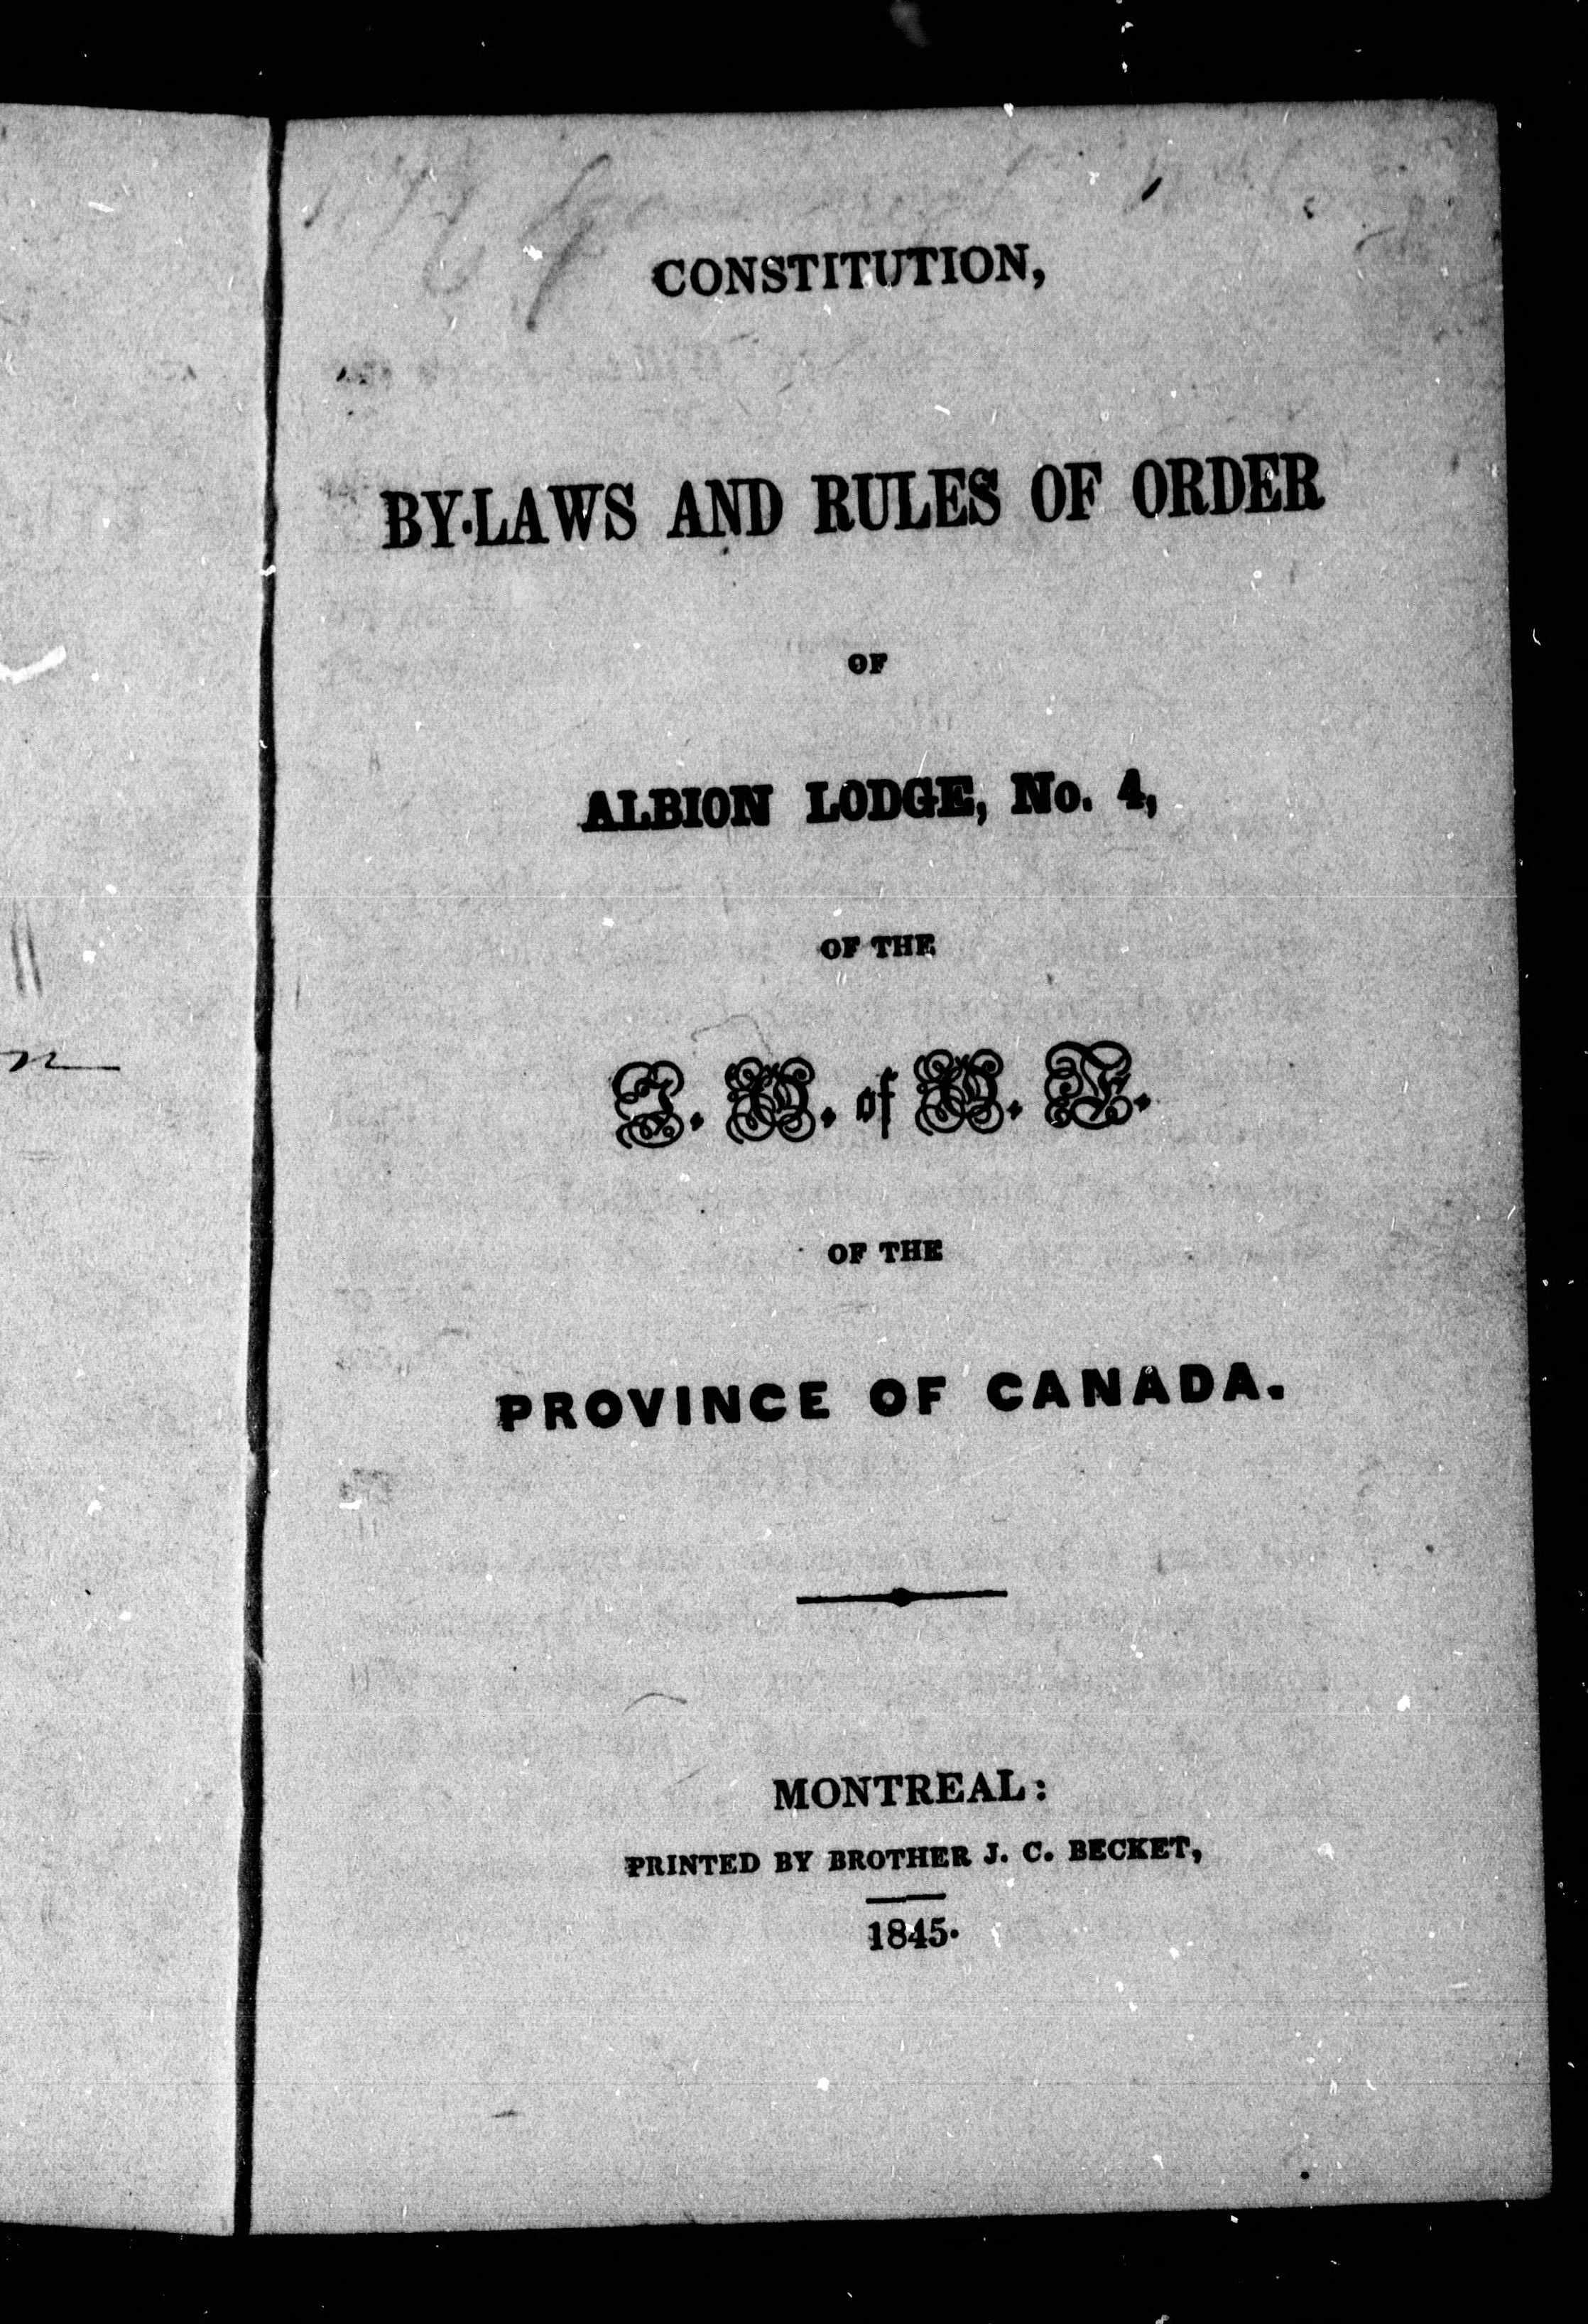 CONSTITUTION,
BY-LAWS AND RULES OF ORDER
OF
ALBION LODGE, No. 4,
OF THE
I. O. of O. F.
OF THE
PROVINCE OF CANADA.
MONTREAL:
PRINTED BY BROTHER J. C. BECKET,
1845.